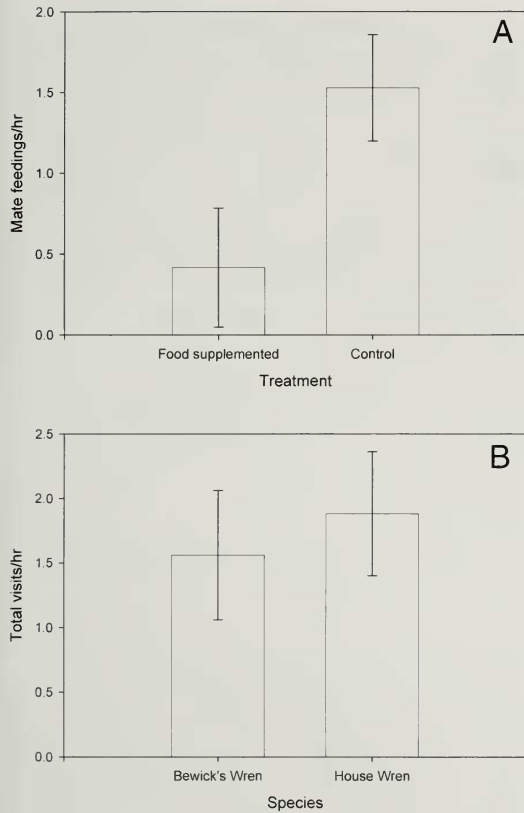 A
2.0
1.5
1.0
0.5
0.0
Mate feedings/hr
Food supplemented Control
Treatment
B
2.5
2.0
1.5
1.0
0.5
0.0
Total visits/hr
Bewick's Wren House Wren
Species